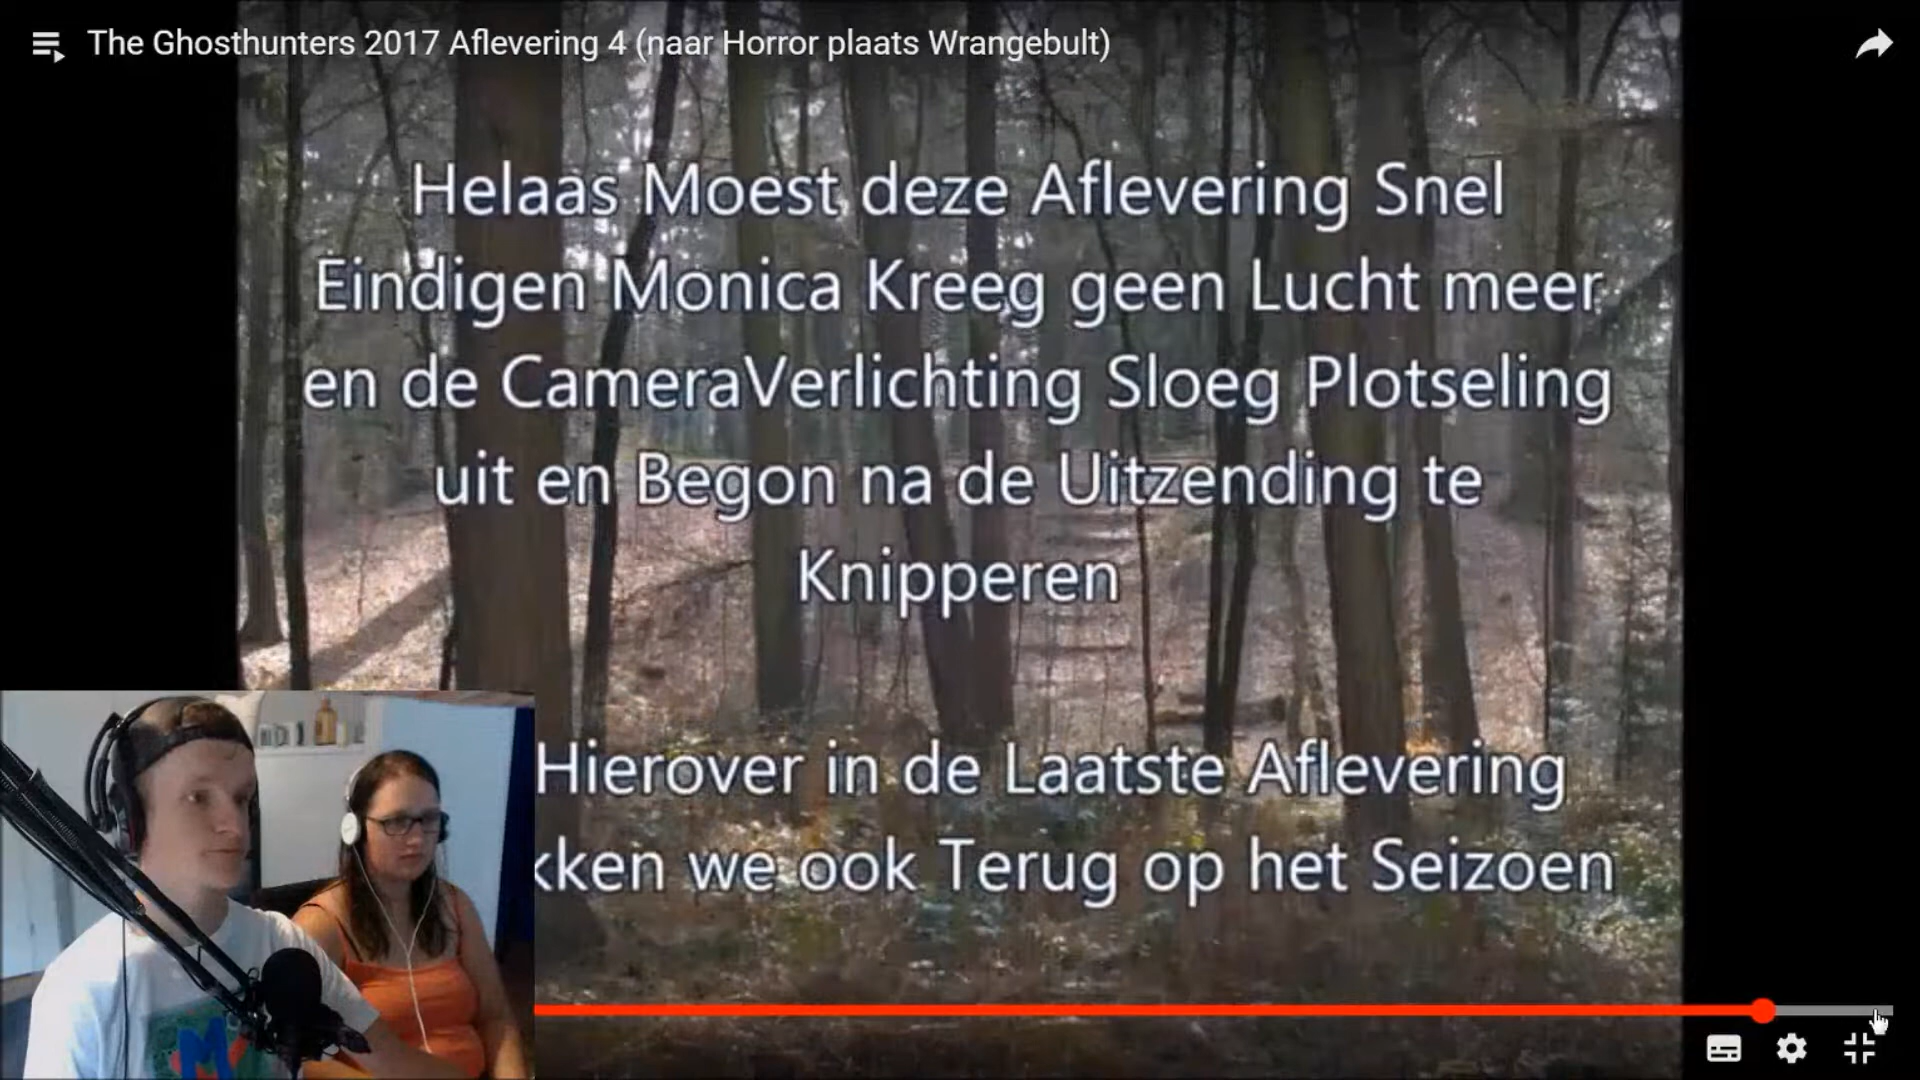 The Ghosthunters 2017 Aflevering 4 (naar Horror plaats Wrangebult)
Helaas Moest deze Aflevering Snel
Eindigen Monica Kreeg geen Lucht meer
en de CameraVerlichting Sloeg Plotseling
uit en Begon na de Uitzending te
Knipperen
Hierover in de Laatste Aflevering
we ook Terug op het Seizoen
M